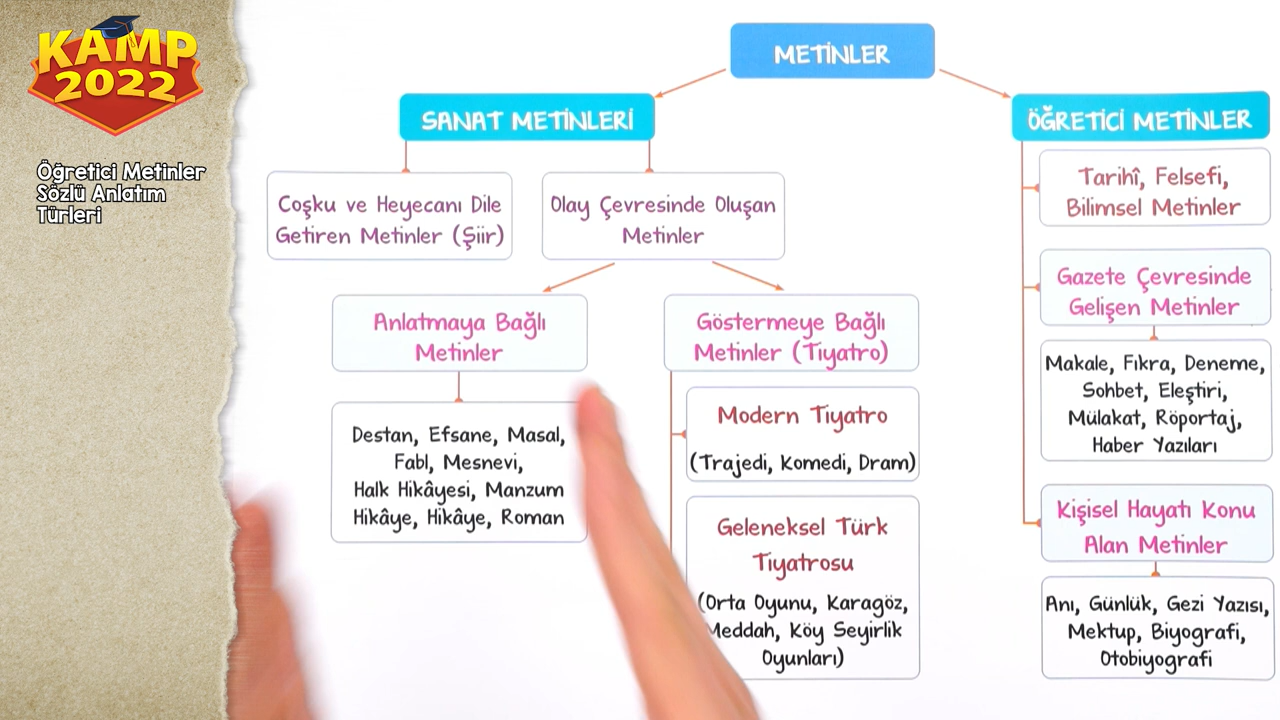 KAMP
2022
Öğretici Metinler
Sözlü Anlatım
Türleri
METİNLER
SANAT METİNLERİ
Coşku ve Heyecanı Dile
Getiren Metinler (Şiir)
Olay Çevresinde Oluşan
Metinler
Anlatmaya Bağlı
Metinler
Destan, Efsane, Masal,
Fabl, Mesnevi,
Halk Hikâyesi, Manzum
Hikâye, Hikâye, Roman
Göstermeye Bağlı
Metinler (Tiyatro)
Modern Tiyatro
(Trajedi, Komedi, Dram)
Geleneksel Türk
Tiyatrosu
(Orta Oyunu, Karagöz,
Meddah, Köy Seyirlik
Oyunları)
ÖĞRETİCİ METİNLER
Tarihî, Felsefi,
Bilimsel Metinler
Gazete Çevresinde
Gelişen Metinler
Makale, Fıkra, Deneme,
Sohbet, Eleştiri,
Mülakat, Röportaj,
Haber Yazıları
Kişisel Hayatı Konu
Alan Metinler
Anı, Günlük, Gezi Yazısı,
Mektup, Biyografi,
Otobiyografi